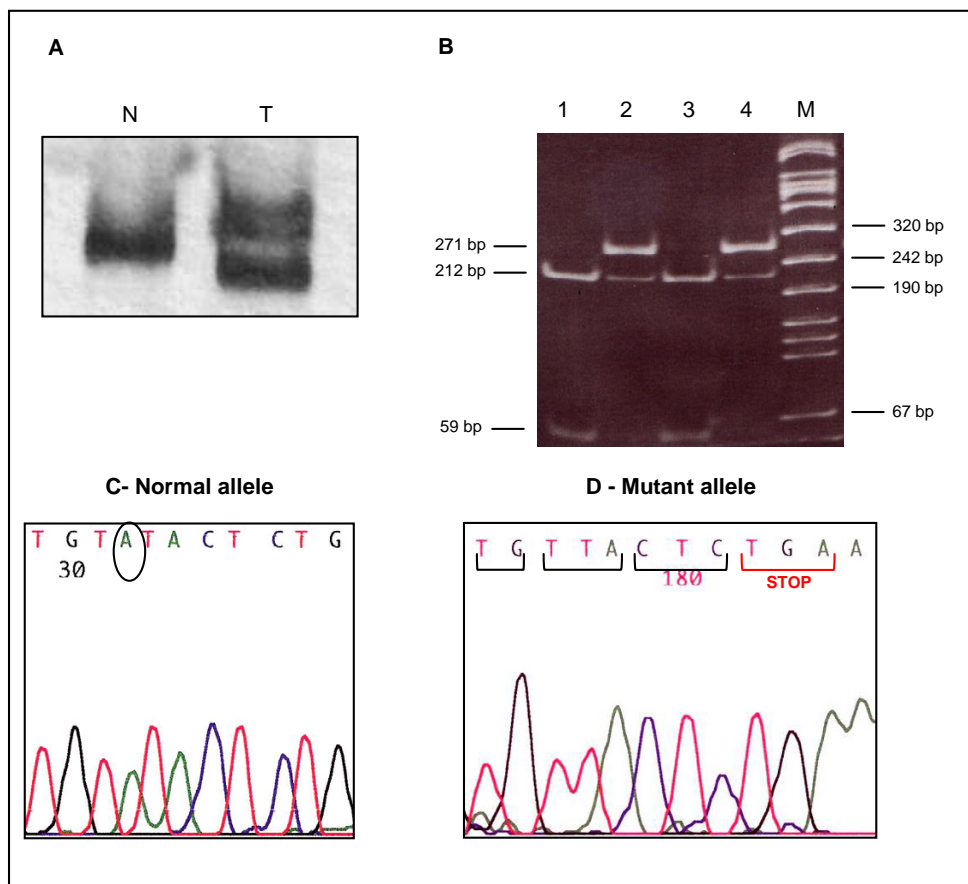 A
N T
B
1 2 3 4 M
271 bp
212 bp
59 bp
320 bp
242 bp
190 bp
67 bp
C- Normal allele
T G T A T A C T C T G
30
D - Mutant allele
T G T T A C T C T G A A
180
STOP